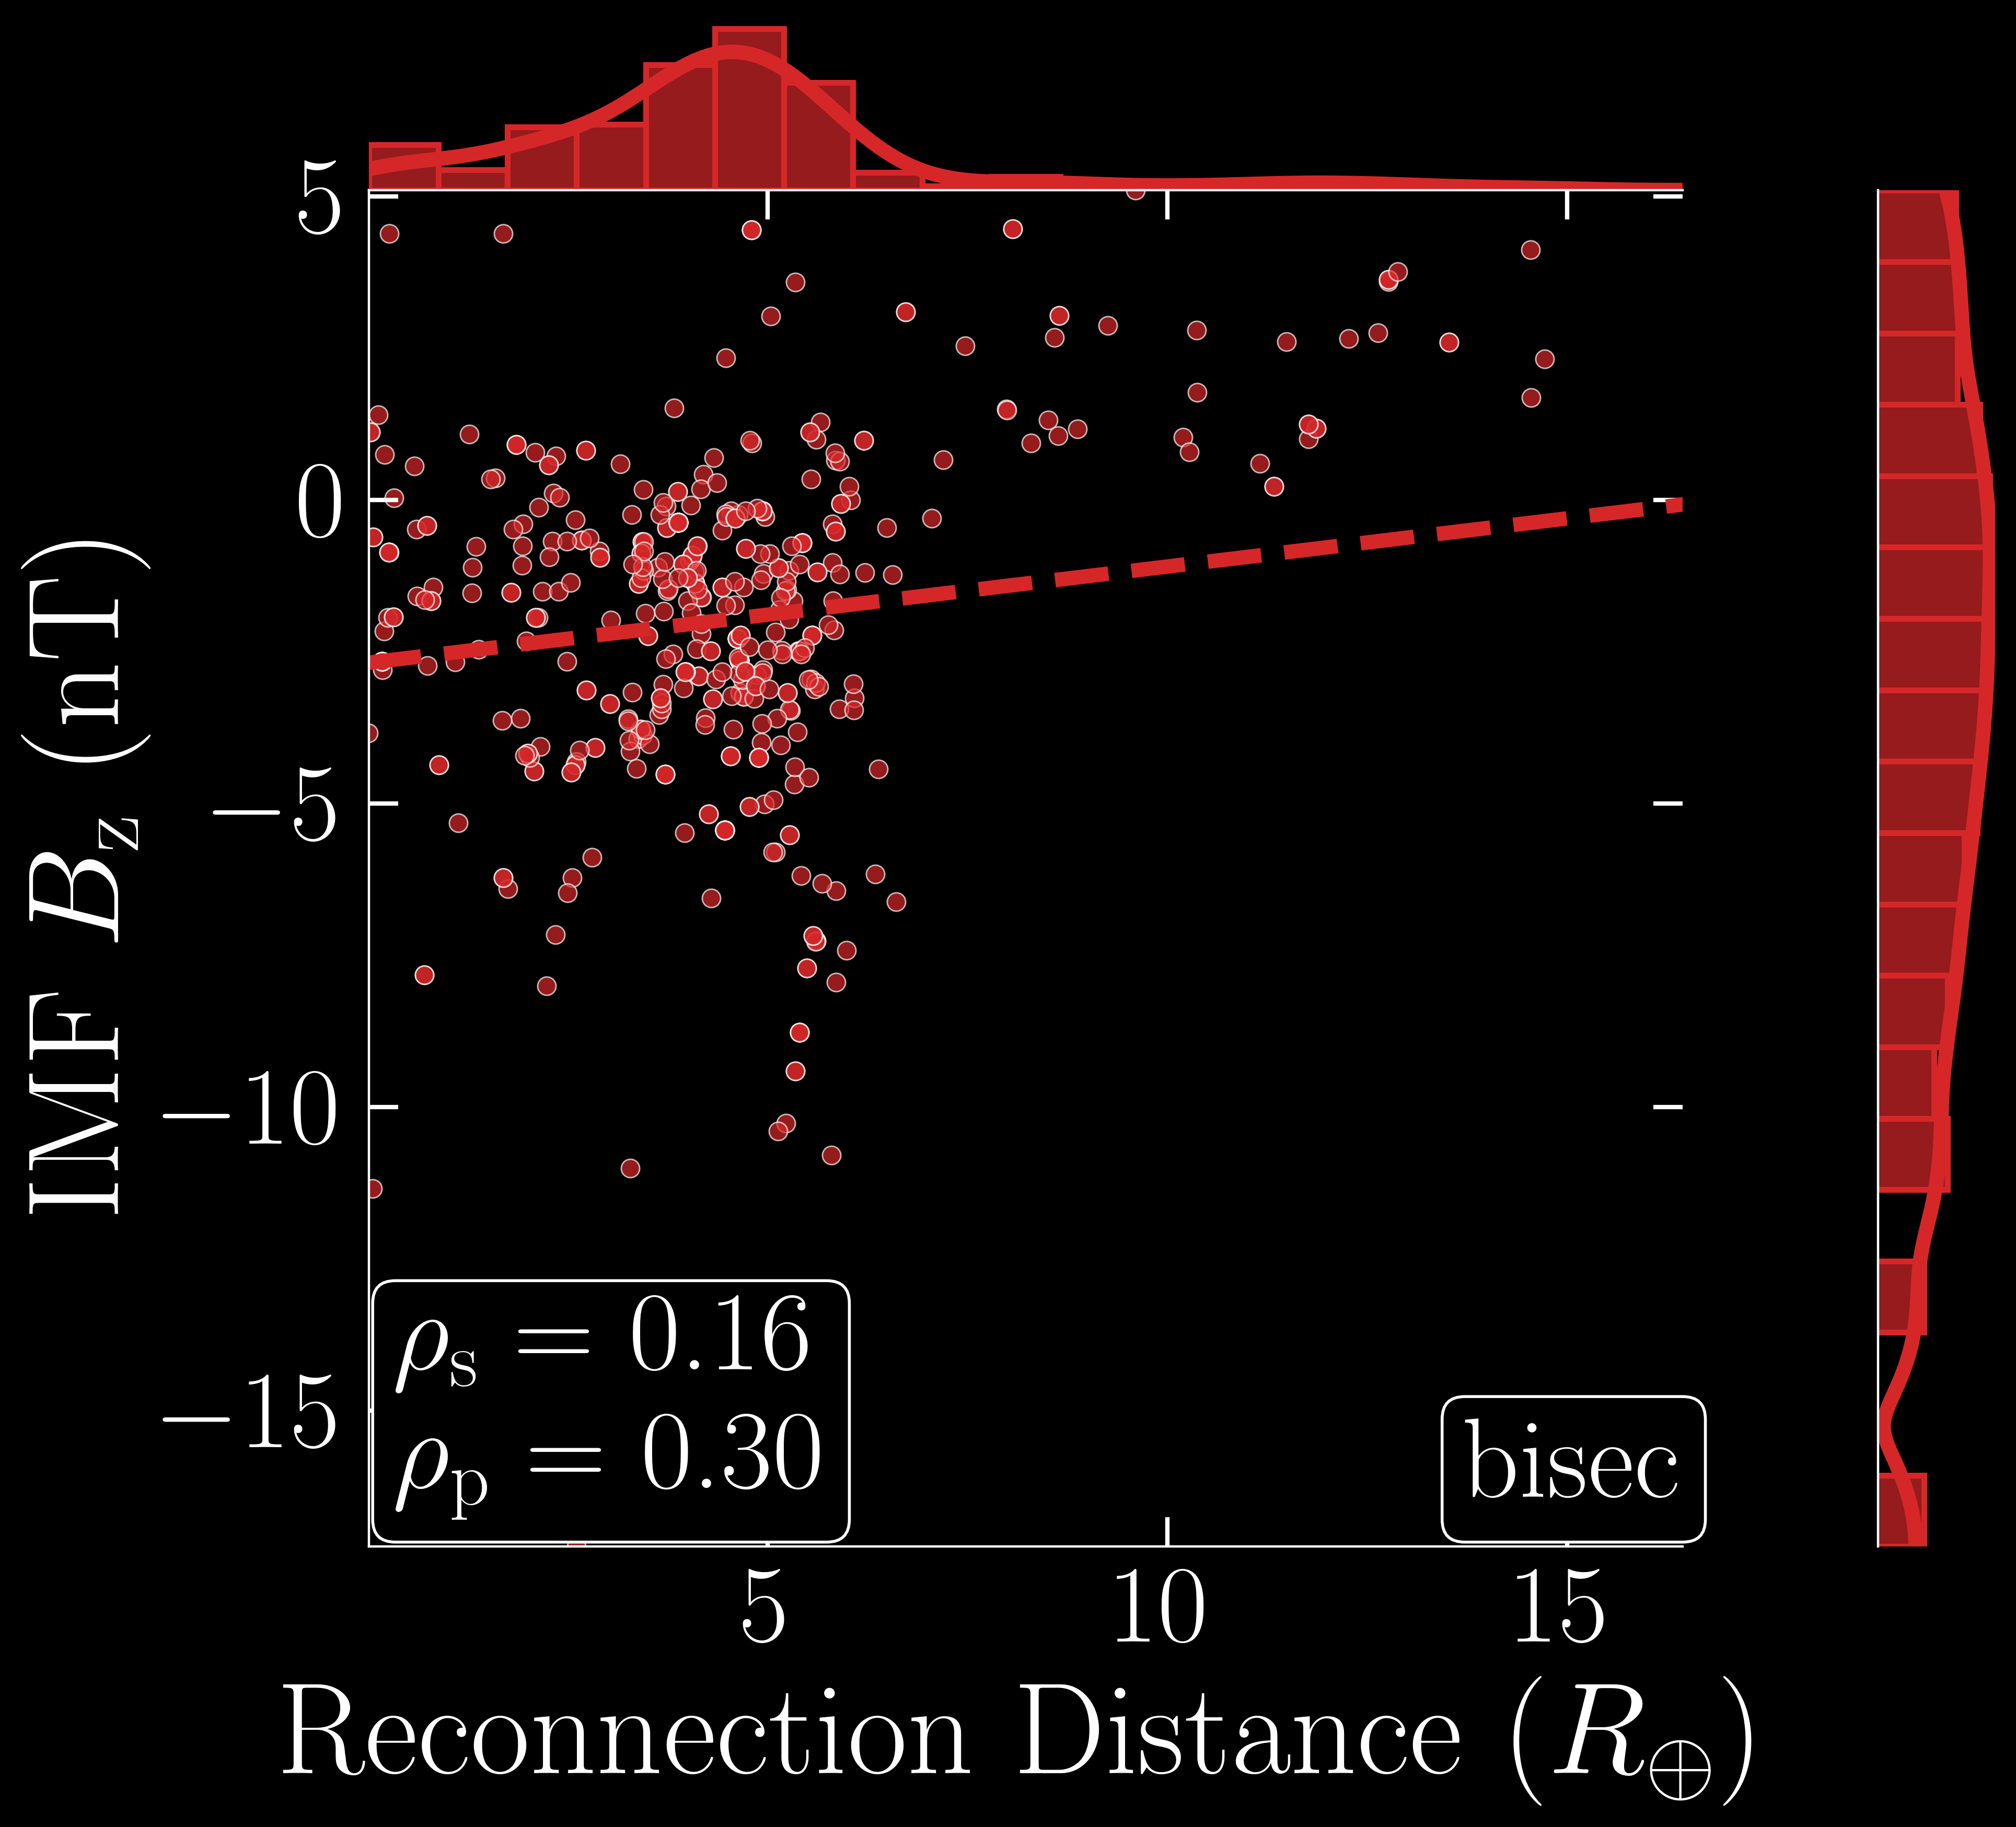 5
0
−5
−10
−15
IMF B_z (nT)
ρ_s = 0.16
ρ_p = 0.30
bisec
5 10 15
Reconnection Distance (R_⊕)